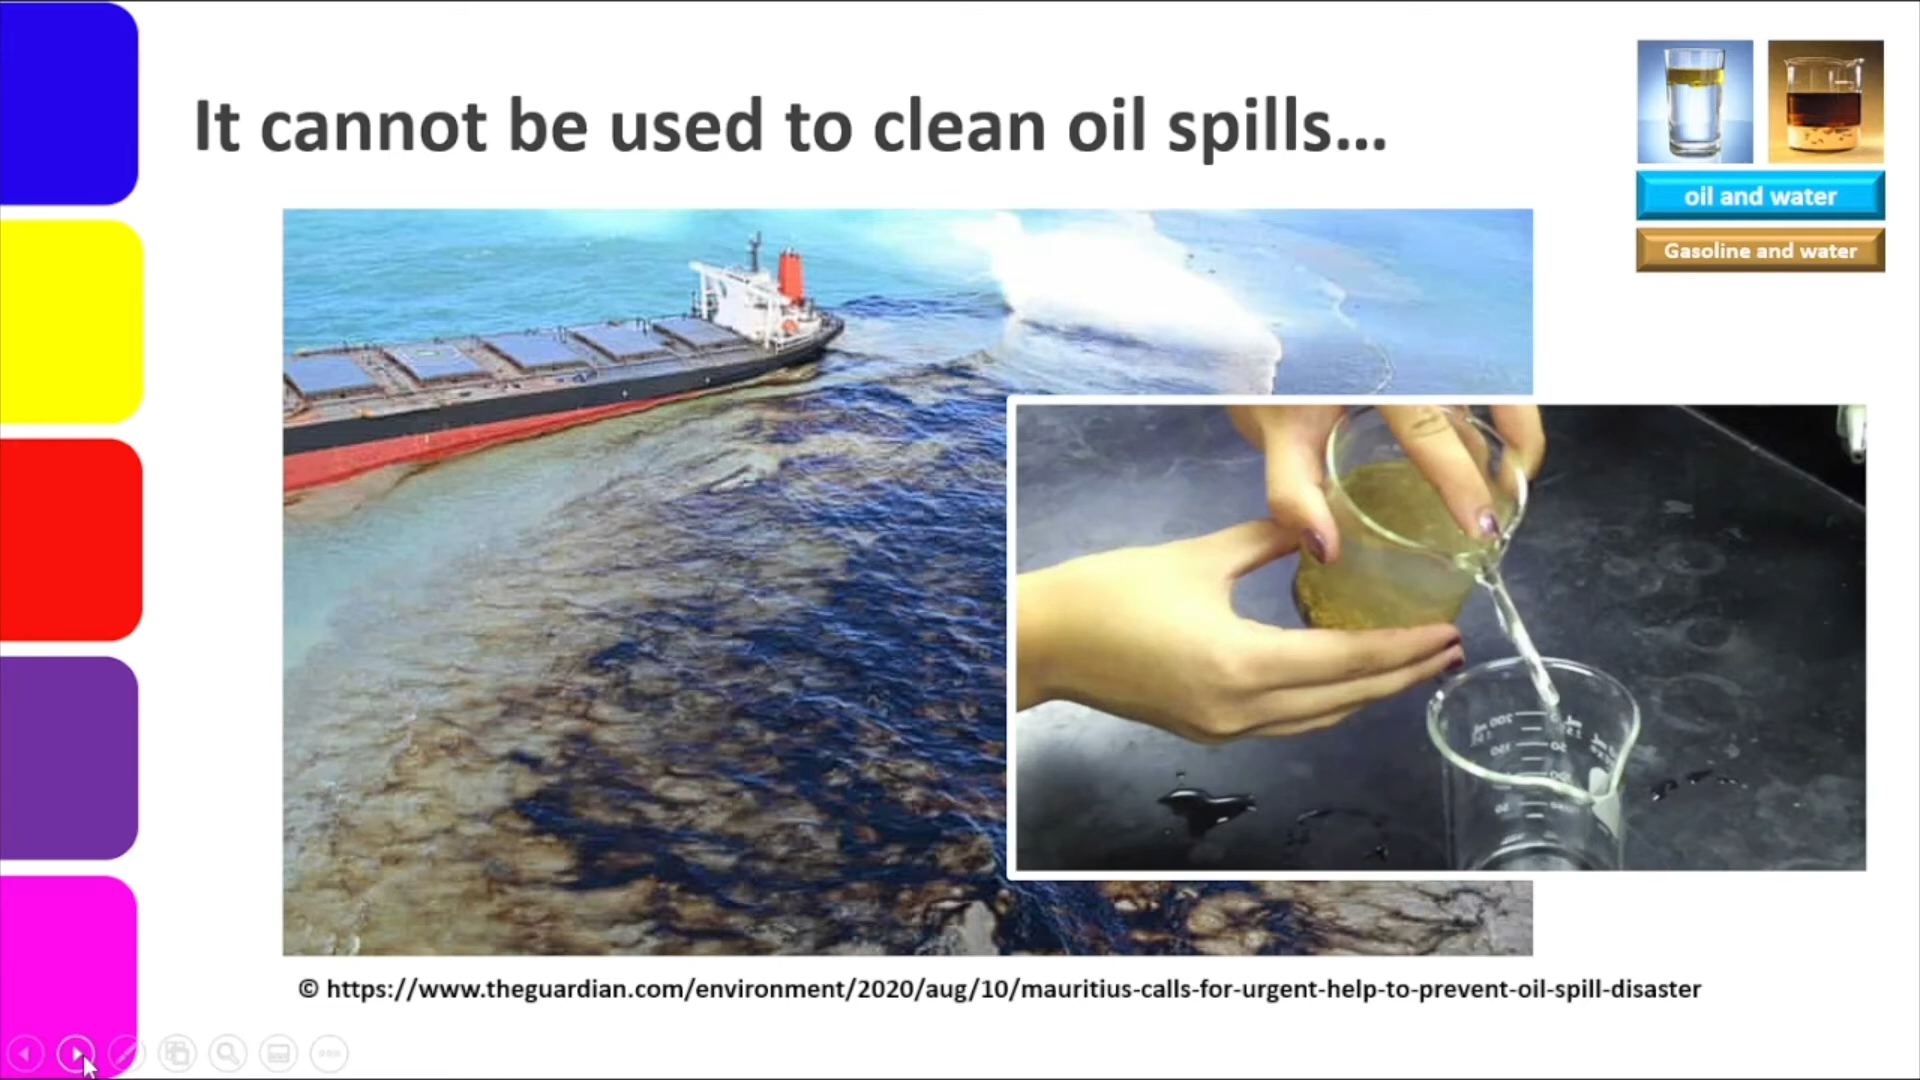 It cannot be used to clean oil spills...
oil and water
Gasoline and water
© https://www.theguardian.com/environment/2020/aug/10/mauritius-calls-for-urgent-help-to-prevent-oil-spill-disaster